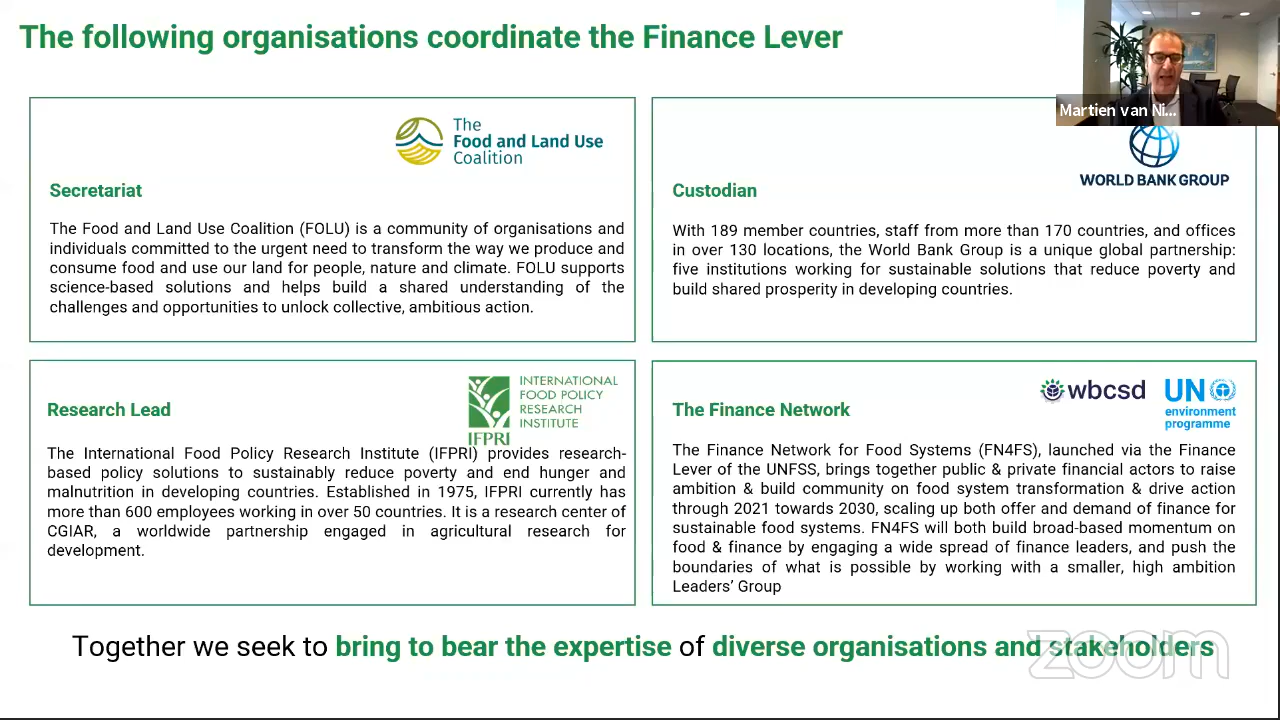 The following organisations coordinate the Finance Lever
Martien van Ni...
The
Food and Land Use
Coalition
Secretariat
The Food and Land Use Coalition (FOLU) is a community of organisations and
individuals committed to the urgent need to transform the way we produce and
consume food and use our land for people, nature and climate. FOLU supports
science-based solutions and helps build a shared understanding of the
challenges and opportunities to unlock collective, ambitious action.
WORLD BANK GROUP
Custodian
With 189 member countries, staff from more than 170 countries, and offices
in over 130 locations, the World Bank Group is a unique global partnership:
five institutions working for sustainable solutions that reduce poverty and
build shared prosperity in developing countries.
INTERNATIONAL
FOOD POLICY
RESEARCH
INSTITUTE
IFPRI
Research Lead
The International Food Policy Research Institute (IFPRI) provides research-
based policy solutions to sustainably reduce poverty and end hunger and
malnutrition in developing countries. Established in 1975, IFPRI currently has
more than 600 employees working in over 50 countries. It is a research center of
CGIAR, a worldwide partnership engaged in agricultural research for
development.
wbcsd
UN
environment
programme
The Finance Network
The Finance Network for Food Systems (FN4FS), launched via the Finance
Lever of the UNFSS, brings together public & private financial actors to raise
ambition & build community on food system transformation & drive action
through 2021 towards 2030, scaling up both offer and demand of finance for
sustainable food systems. FN4FS will both build broad-based momentum on
food & finance by engaging a wide spread of finance leaders, and push the
boundaries of what is possible by working with a smaller, high ambition
Leaders' Group
Together we seek to bring to bear the expertise of diverse organisations and stakeholders
zoom